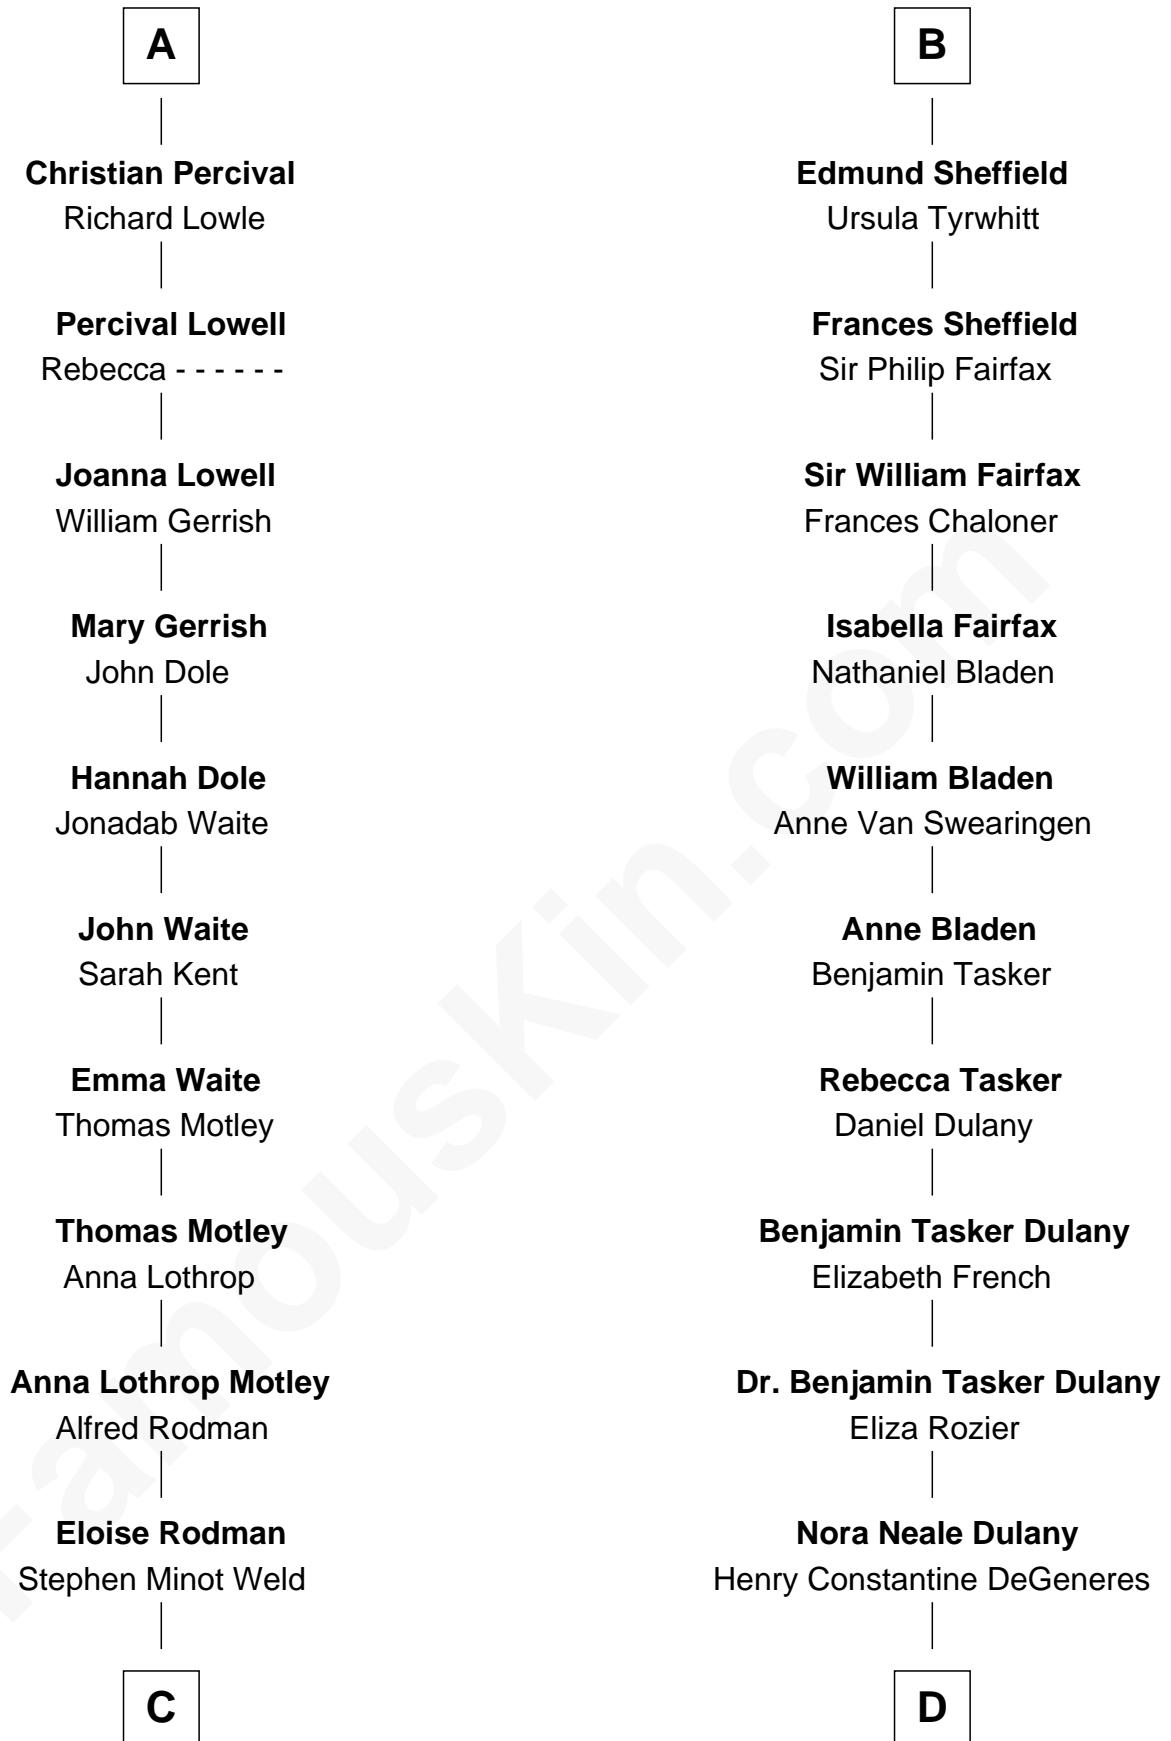 A
Christian Percival
Richard Lowle
Percival Lowell
Rebecca - - - - - -
Joanna Lowell
William Gerrish
Mary Gerrish
John Dole
Hannah Dole
Jonadab Waite
John Waite
Sarah Kent
Emma Waite
Thomas Motley
Thomas Motley
Anna Lothrop
Anna Lothrop Motley
Alfred Rodman
Eloise Rodman
Stephen Minot Weld
C
B
Edmund Sheffield
Ursula Tyrwhitt
Frances Sheffield
Sir Philip Fairfax
Sir William Fairfax
Frances Chaloner
Isabella Fairfax
Nathaniel Bladen
William Bladen
Anne Van Swearingen
Anne Bladen
Benjamin Tasker
Rebecca Tasker
Daniel Dulany
Benjamin Tasker Dulany
Elizabeth French
Dr. Benjamin Tasker Dulany
Eliza Rozier
Nora Neale Dulany
Henry Constantine DeGeneres
D
FamousKin.com